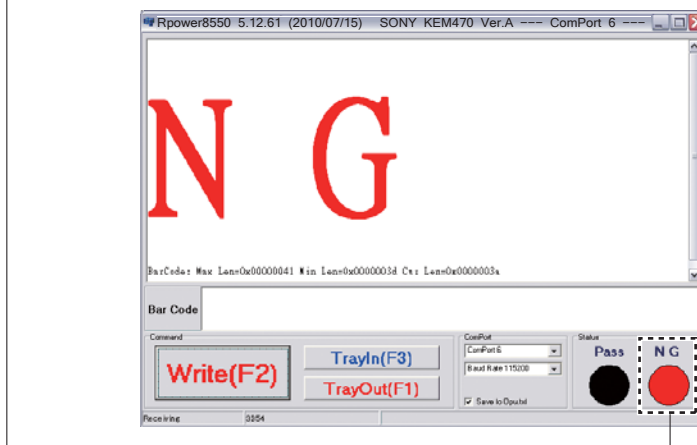 Rpower8550 5.12.61 (2010/07/15) SONY KEM470 Ver.A --- ComPort 6 ---
N G
BarCode: Max Len=0x00000041 Min Len=0x0000003d Cur Len=0x0000003a
Bar Code
Command
Write(F2)
TrayIn(F3)
TrayOut(F1)
ComPort
ComPort 6
Baud Rate 115200
Save to Opu.txt
Status
Pass
N G
Receiving
3254